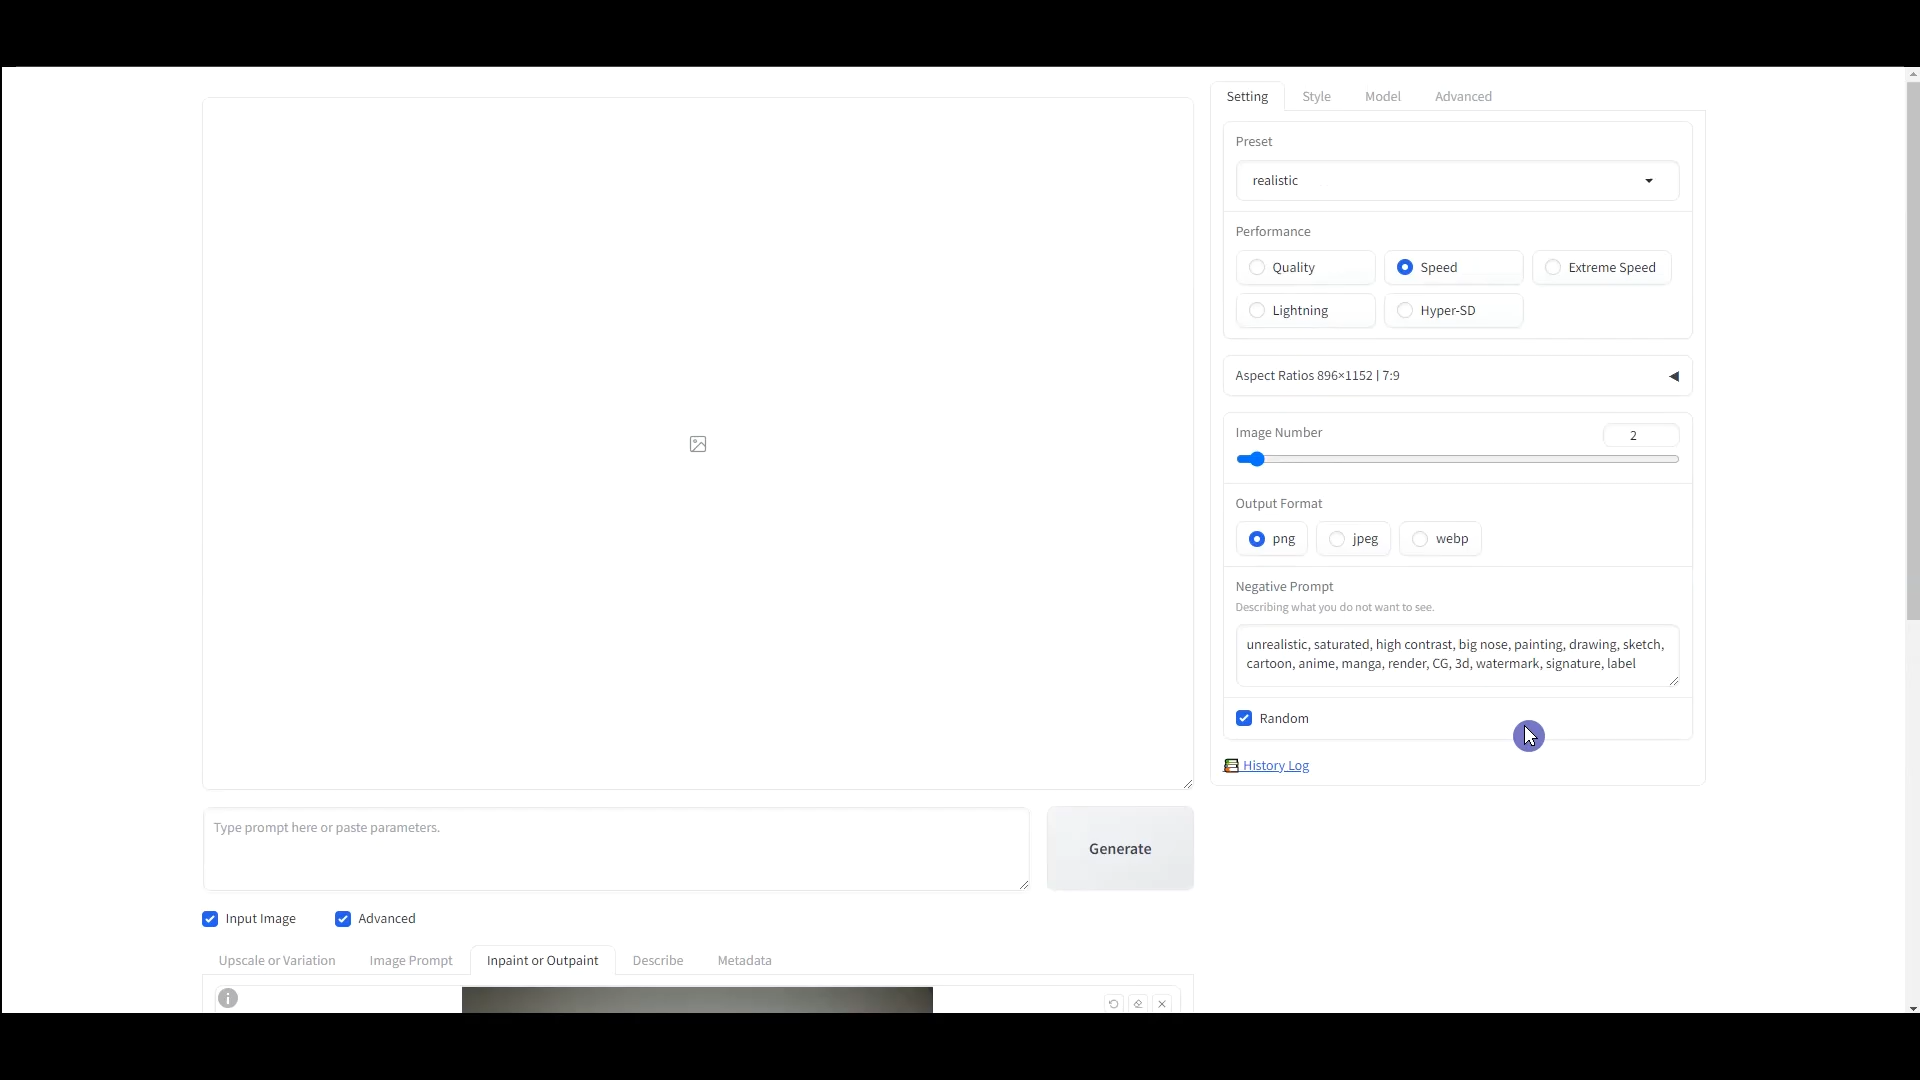 Setting Style Model Advanced
Preset
realistic
Performance
Quality Speed Extreme Speed
Lightning Hyper-SD
Aspect Ratios 896×1152 | 7:9
Image Number 2
Output Format
png jpeg webp
Negative Prompt
Describing what you do not want to see.
unrealistic, saturated, high contrast, big nose, painting, drawing, sketch,
cartoon, anime, manga, render, CG, 3d, watermark, signature, label
Random
History Log
Type prompt here or paste parameters.
Generate
Input Image Advanced
Upscale or Variation Image Prompt Inpaint or Outpaint Describe Metadata